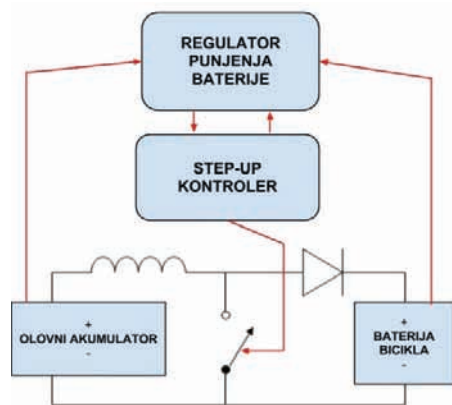 REGULATOR
PUNJENJA
BATERIJE
STEP-UP
KONTROLER
+
OLOVNI AKUMULATOR
-
+
BATERIJA
BICIKLA
-